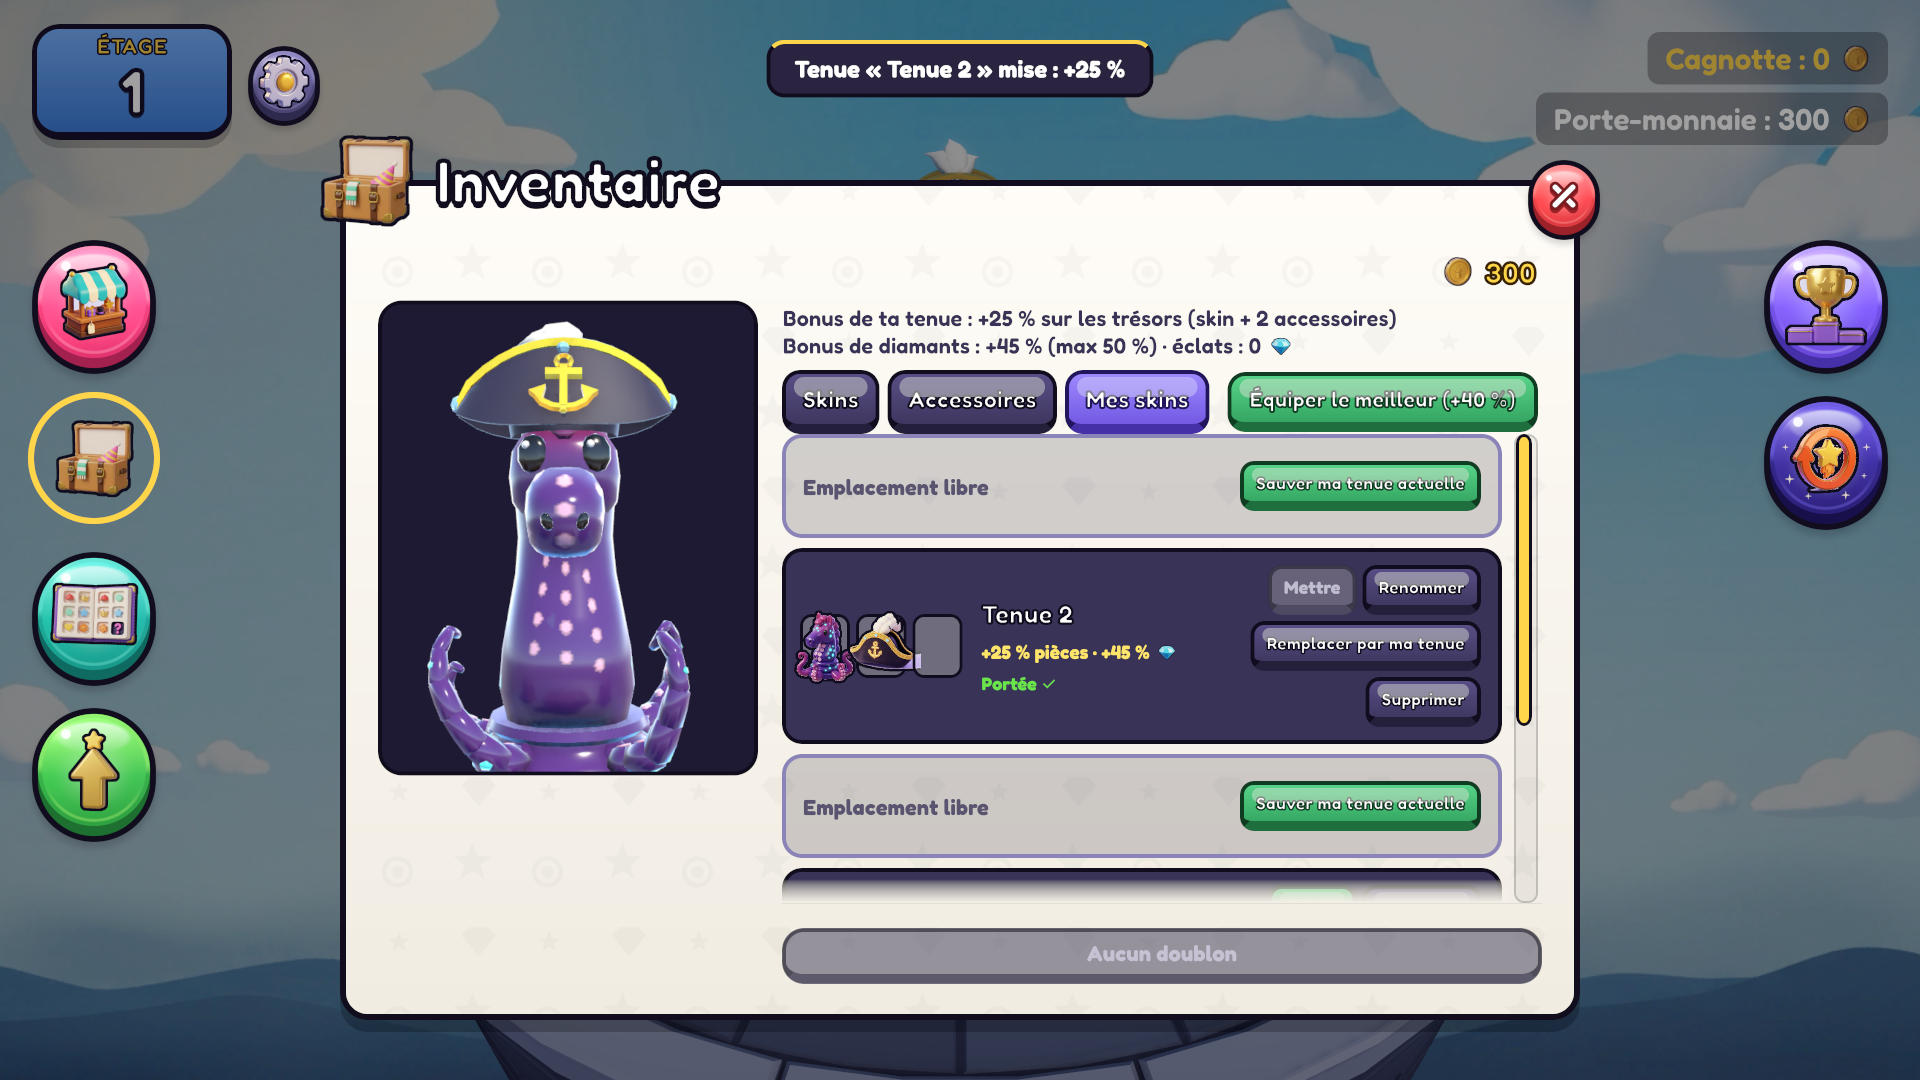 ÉTAGE
1
Tenue « Tenue 2 » mise : +25 %
Cagnotte : 0
Porte-monnaie : 300
Inventaire
300
Bonus de ta tenue : +25 % sur les trésors (skin + 2 accessoires)
Bonus de diamants : +45 % (max 50 %) · éclats : 0
Skins
Accessoires
Mes skins
Équiper le meilleur (+40 %)
Emplacement libre
Sauver ma tenue actuelle
Tenue 2
+25 % pièces · +45 %
Portée ✓
Mettre
Renommer
Remplacer par ma tenue
Supprimer
Emplacement libre
Sauver ma tenue actuelle
Aucun doublon